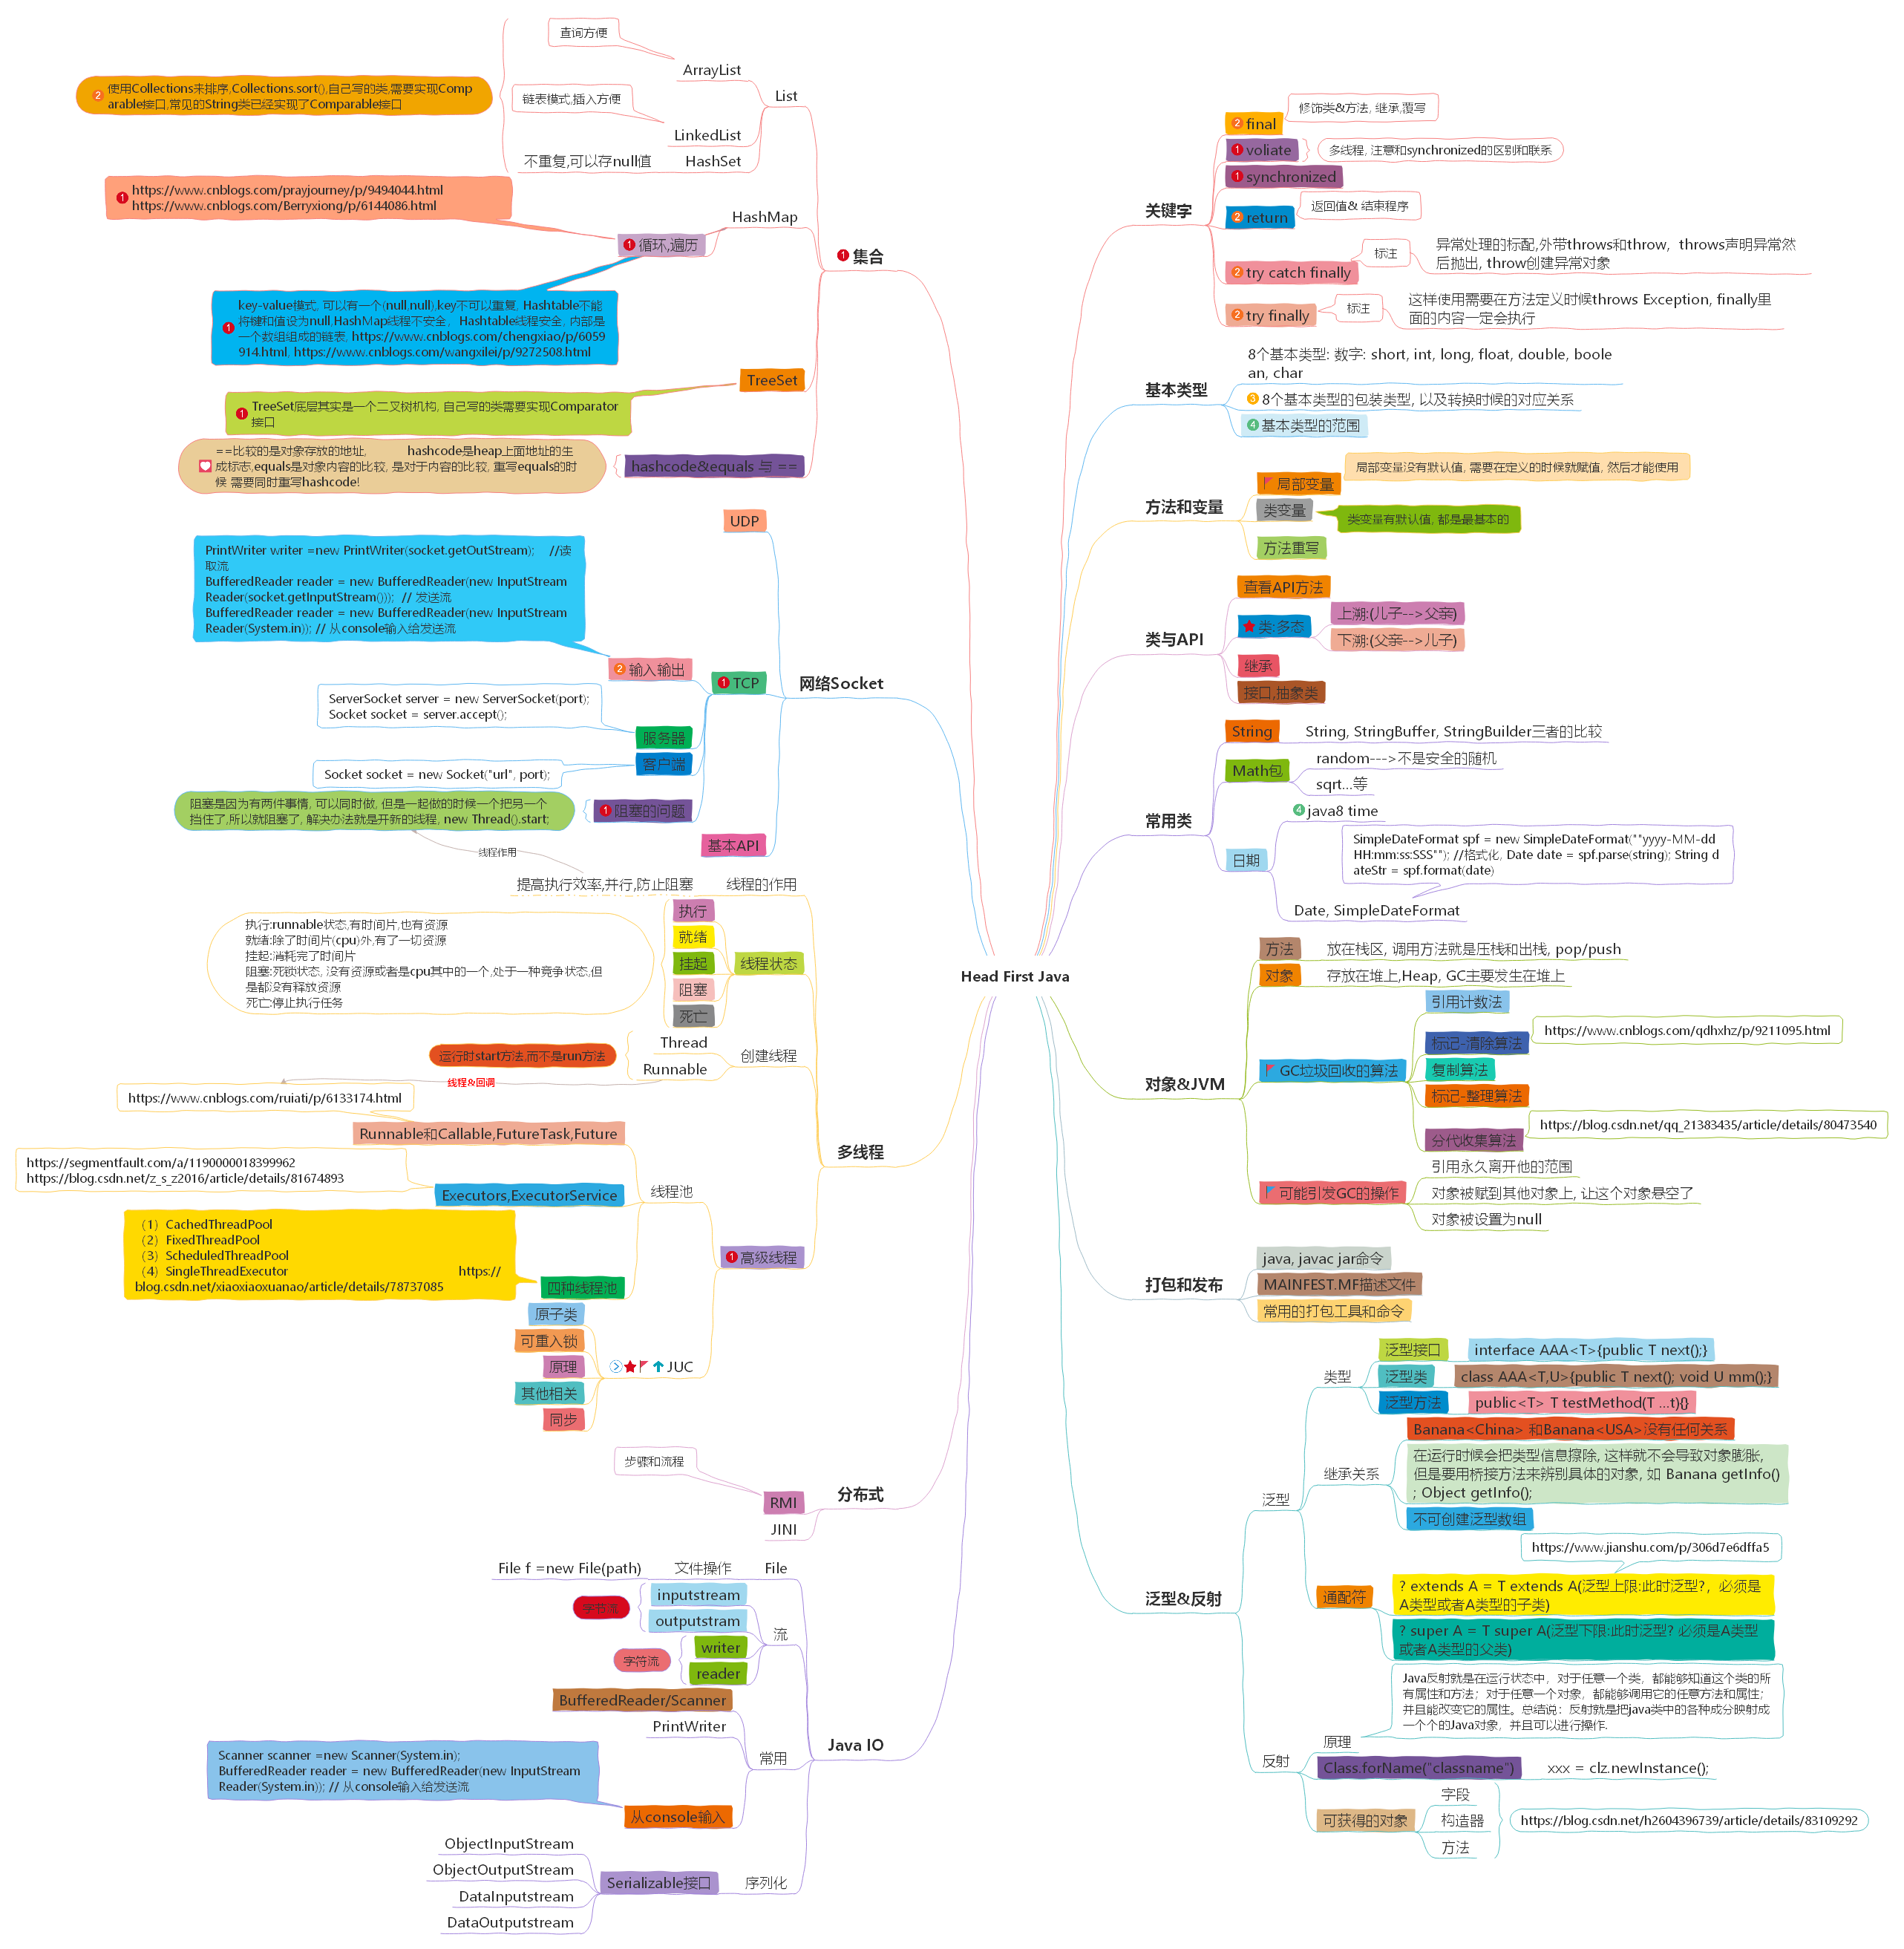 Head First Java
关键字
final
修饰类&方法, 继承,覆写
voliate
多线程, 注意和synchronized的区别和联系
synchronized
return
返回值& 结束程序
try catch finally
标注
异常处理的标配,外带throws和throw, throws声明异常然
后抛出, throw创建异常对象
try finally
标注
这样使用需要在方法定义时候throws Exception, finally里
面的内容一定会执行
基本类型
8个基本类型: 数字: short, int, long, float, double, boole
an, char
8个基本类型的包装类型, 以及转换时候的对应关系
基本类型的范围
方法和变量
局部变量
局部变量没有默认值, 需要在定义的时候就赋值, 然后才能使用
类变量
类变量有默认值, 都是最基本的
方法重写
类与API
查看API方法
类:多态
上溯:(儿子-->父亲)
下溯:(父亲-->儿子)
继承
接口,抽象类
常用类
String
String, StringBuffer, StringBuilder三者的比较
Math包
random--->不是安全的随机
sqrt...等
日期
java8 time
SimpleDateFormat spf = new SimpleDateFormat(""yyyy-MM-dd
HH:mm:ss:SSS""); //格式化, Date date = spf.parse(string); String d
ateStr = spf.format(date)
Date, SimpleDateFormat
对象&JVM
方法
放在栈区, 调用方法就是压栈和出栈, pop/push
对象
存放在堆上,Heap, GC主要发生在堆上
GC垃圾回收的算法
引用计数法
标记-清除算法
https://www.cnblogs.com/qdhxhz/p/9211095.html
复制算法
标记-整理算法
分代收集算法
https://blog.csdn.net/qq_21383435/article/details/80473540
可能引发GC的操作
引用永久离开他的范围
对象被赋到其他对象上, 让这个对象悬空了
对象被设置为null
打包和发布
java, javac jar命令
MAINFEST.MF描述文件
常用的打包工具和命令
泛型&反射
泛型
类型
泛型接口
interface AAA<T>{public T next();}
泛型类
class AAA<T,U>{public T next(); void U mm();}
泛型方法
public<T> T testMethod(T ...t){}
继承关系
Banana<China> 和Banana<USA>没有任何关系
在运行时候会把类型信息擦除, 这样就不会导致对象膨胀,
但是要用桥接方法来辨别具体的对象, 如 Banana getInfo()
; Object getInfo();
不可创建泛型数组
通配符
https://www.jianshu.com/p/306d7e6dffa5
? extends A = T extends A(泛型上限:此时泛型?, 必须是
A类型或者A类型的子类)
? super A = T super A(泛型下限:此时泛型? 必须是A类型
或者A类型的父类)
反射
原理
Java反射就是在运行状态中，对于任意一个类，都能够知道这个类的所
有属性和方法；对于任意一个对象，都能够调用它的任意方法和属性；
并且能改变它的属性。总结说：反射就是把java类中的各种成分映射成
一个个的Java对象，并且可以进行操作.
Class.forName("classname")
xxx = clz.newInstance();
可获得的对象
字段
构造器
方法
https://blog.csdn.net/h2604396739/article/details/83109292
集合
List
ArrayList
查询方便
LinkedList
链表模式,插入方便
HashSet
不重复,可以存null值
使用Collections来排序,Collections.sort(),自己写的类,需要实现Comp
arable接口,常见的String类已经实现了Comparable接口
HashMap
循环,遍历
https://www.cnblogs.com/prayjourney/p/9494044.html
https://www.cnblogs.com/Berryxiong/p/6144086.html
key-value模式, 可以有一个(null,null),key不可以重复, Hashtable不能
将键和值设为null,HashMap线程不安全, Hashtable线程安全, 内部是
一个数组组成的链表, https://www.cnblogs.com/chengxiao/p/6059
914.html, https://www.cnblogs.com/wangxilei/p/9272508.html
TreeSet
TreeSet底层其实是一个二叉树机构, 自己写的类需要实现Comparator
接口
hashcode&equals 与 ==
==比较的是对象存放的地址, hashcode是heap上面地址的生
成标志,equals是对象内容的比较, 是对于内容的比较, 重写equals的时
候 需要同时重写hashcode!
网络Socket
UDP
TCP
输入输出
PrintWriter writer =new PrintWriter(socket.getOutStream); //读
取流
BufferedReader reader = new BufferedReader(new InputStream
Reader(socket.getInputStream())); // 发送流
BufferedReader reader = new BufferedReader(new InputStream
Reader(System.in)); // 从console输入给发送流
服务器
ServerSocket server = new ServerSocket(port);
Socket socket = server.accept();
客户端
Socket socket = new Socket("url", port);
阻塞的问题
阻塞是因为有两件事情, 可以同时做, 但是一起做的时候一个把另一个
挡住了,所以就阻塞了, 解决办法就是开新的线程, new Thread().start;
基本API
线程作用
多线程
线程的作用
提高执行效率,并行,防止阻塞
线程状态
执行
就绪
挂起
阻塞
死亡
执行:runnable状态,有时间片,也有资源
就绪:除了时间片(cpu)外,有了一切资源
挂起:消耗完了时间片
阻塞:死锁状态, 没有资源或者是cpu其中的一个,处于一种竞争状态,但
是都没有释放资源
死亡:停止执行任务
创建线程
Thread
Runnable
运行时start方法,而不是run方法
线程&回调
高级线程
线程池
Runnable和Callable,FutureTask,Future
https://www.cnblogs.com/ruiati/p/6133174.html
Executors,ExecutorService
https://segmentfault.com/a/1190000018399962
https://blog.csdn.net/z_s_z2016/article/details/81674893
四种线程池
（1）CachedThreadPool
（2）FixedThreadPool
（3）ScheduledThreadPool
（4）SingleThreadExecutor https://
blog.csdn.net/xiaoxiaoxuanao/article/details/78737085
JUC
原子类
可重入锁
原理
其他相关
同步
分布式
RMI
步骤和流程
JINI
Java IO
File
文件操作
File f =new File(path)
流
inputstream
outputstram
字节流
writer
reader
字符流
常用
BufferedReader/Scanner
PrintWriter
从console输入
Scanner scanner =new Scanner(System.in);
BufferedReader reader = new BufferedReader(new InputStream
Reader(System.in)); // 从console输入给发送流
序列化
Serializable接口
ObjectInputStream
ObjectOutputStream
DataInputstream
DataOutputstream